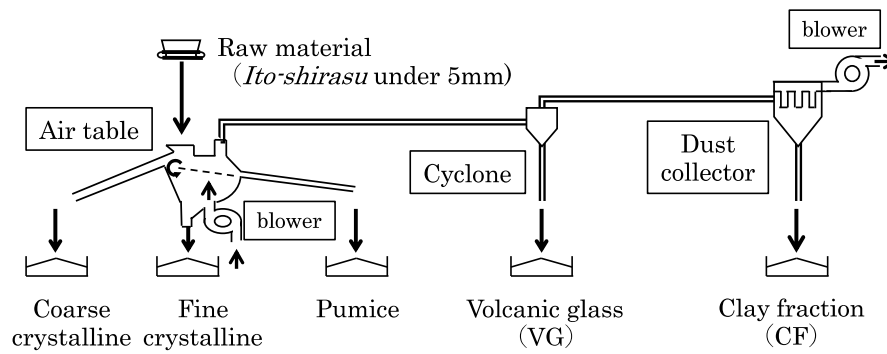 blower
Raw material
（Ito-shirasu under 5mm)
Air table
Cyclone
Dust
collector
blower
Coarse
crystalline
Fine
crystalline
Pumice
Volcanic glass
（VG）
Clay fraction
（CF）